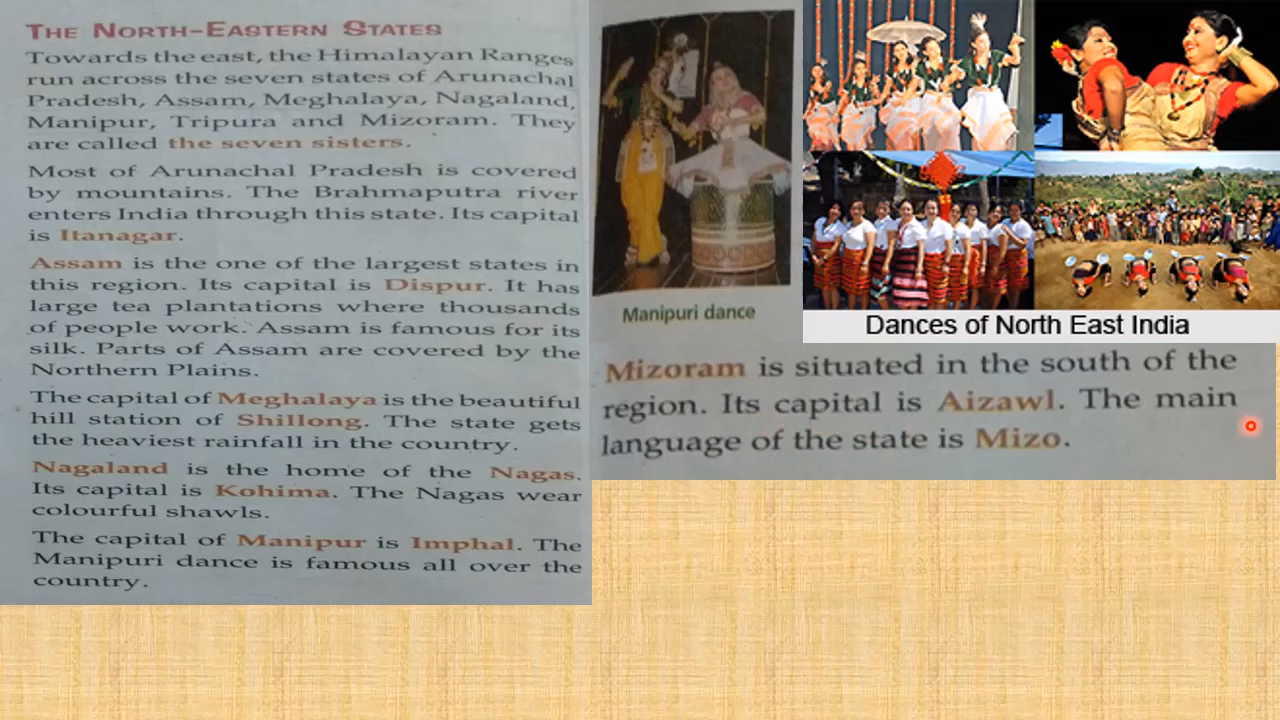 THE NORTH-EASTERN STATES
Towards the east, the Himalayan Ranges
run across the seven states of Arunachal
Pradesh, Assam, Meghalaya, Nagaland,
Manipur, Tripura and Mizoram. They
are called the seven sisters.
Most of Arunachal Pradesh is covered
by mountains. The Brahmaputra river
enters India through this state. Its capital
is Itanagar.
Assam is the one of the largest states in
this region. Its capital is Dispur. It has
large tea plantations where thousands
of people work. Assam is famous for its
silk. Parts of Assam are covered by the
Northern Plains.
The capital of Meghalaya is the beautiful
hill station of Shillong. The state gets
the heaviest rainfall in the country.
Nagaland is the home of the Nagas.
Its capital is Kohima. The Nagas wear
colourful shawls.
The capital of Manipur is Imphal. The
Manipuri dance is famous all over the
country.
Manipuri dance
Dances of North East India
Mizoram is situated in the south of the
region. Its capital is Aizawl. The main
language of the state is Mizo.